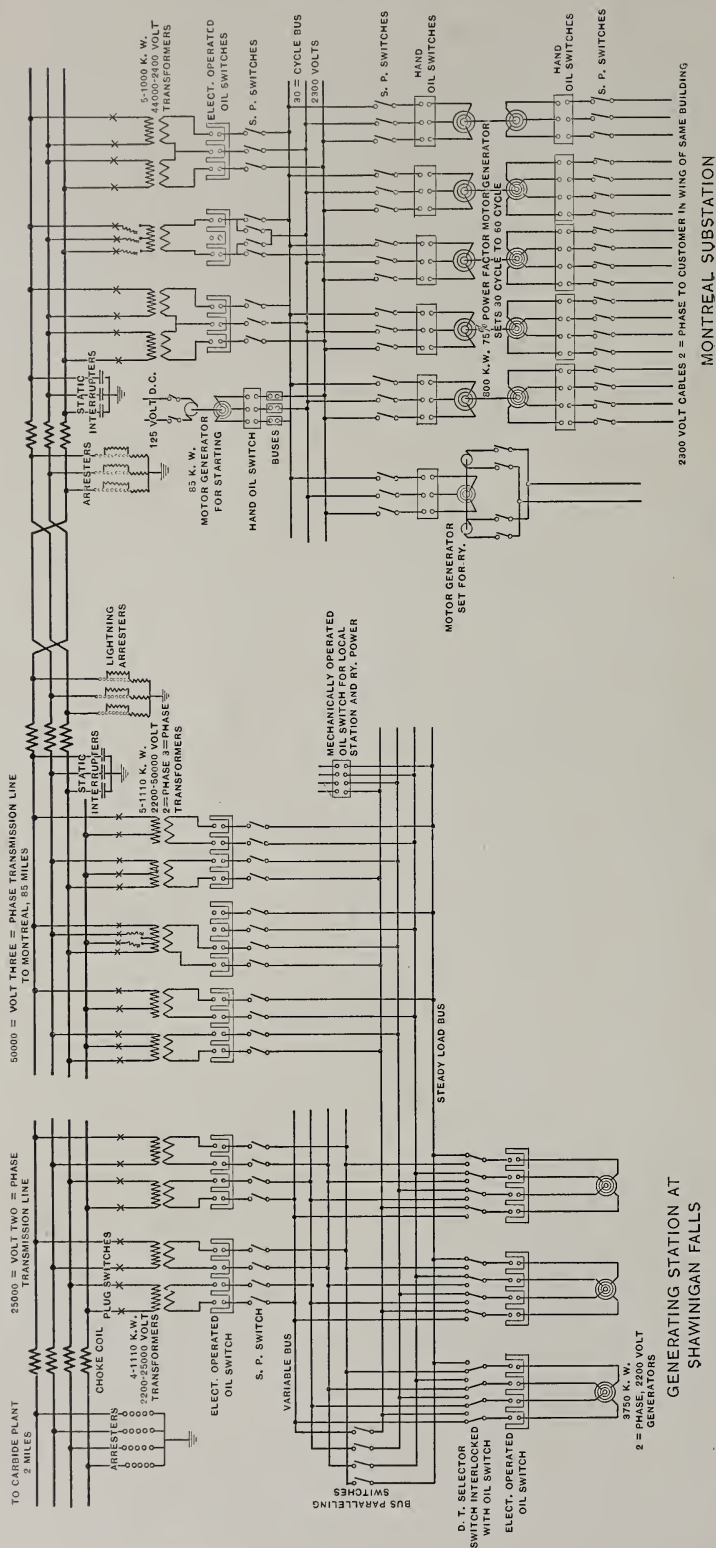 TO CARBIDE PLANT
2 MILES
25000 = VOLT TWO = PHASE
TRANSMISSION LINE
50000 = VOLT THREE = PHASE TRANSMISSION LINE
TO MONTREAL, 85 MILES
CHOKE COIL
PLUG SWITCHES
ARRESTERS
4-1110 K.W.
2200-25000 VOLT
TRANSFORMERS
ELECT. OPERATED
OIL SWITCH
S. P. SWITCH
VARIABLE BUS
BUS PARALLELING
SWITCHES
D. T. SELECTOR
SWITCH INTERLOCKED
WITH OIL SWITCH
ELECT. OPERATED
OIL SWITCH
3750 K. W.
2 = PHASE, 2200 VOLT
GENERATORS
GENERATING STATION AT
SHAWINIGAN FALLS
STEADY LOAD BUS
STATIC
INTERRUPTERS
5-1110 K. W.
2200-50000 VOLT
2=PHASE 3=PHASE
TRANSFORMERS
LIGHTNING
ARRESTERS
MECHANICALLY OPERATED
OIL SWITCH FOR LOCAL
STATION AND RY. POWER
ARRESTERS
STATIC
INTERRUPTERS
125 VOLT D.C.
85 K. W.
MOTOR GENERATOR
FOR STARTING
HAND OIL SWITCH
BUSES
MOTOR GENERATOR
SET FOR-RY.
5-1000 K. W.
44000-2400 VOLT
TRANSFORMERS
ELECT. OPERATED
OIL SWITCHES
S. P. SWITCHES
30 = CYCLE BUS
2300 VOLTS
S. P. SWITCHES
HAND
OIL SWITCHES
800 K.W. 75% POWER FACTOR MOTOR GENERATOR
SETS 30 CYCLE TO 60 CYCLE
HAND
OIL SWITCHES
S. P. SWITCHES
2300 VOLT CABLES 2 = PHASE TO CUSTOMER IN WING OF SAME BUILDING
MONTREAL SUBSTATION